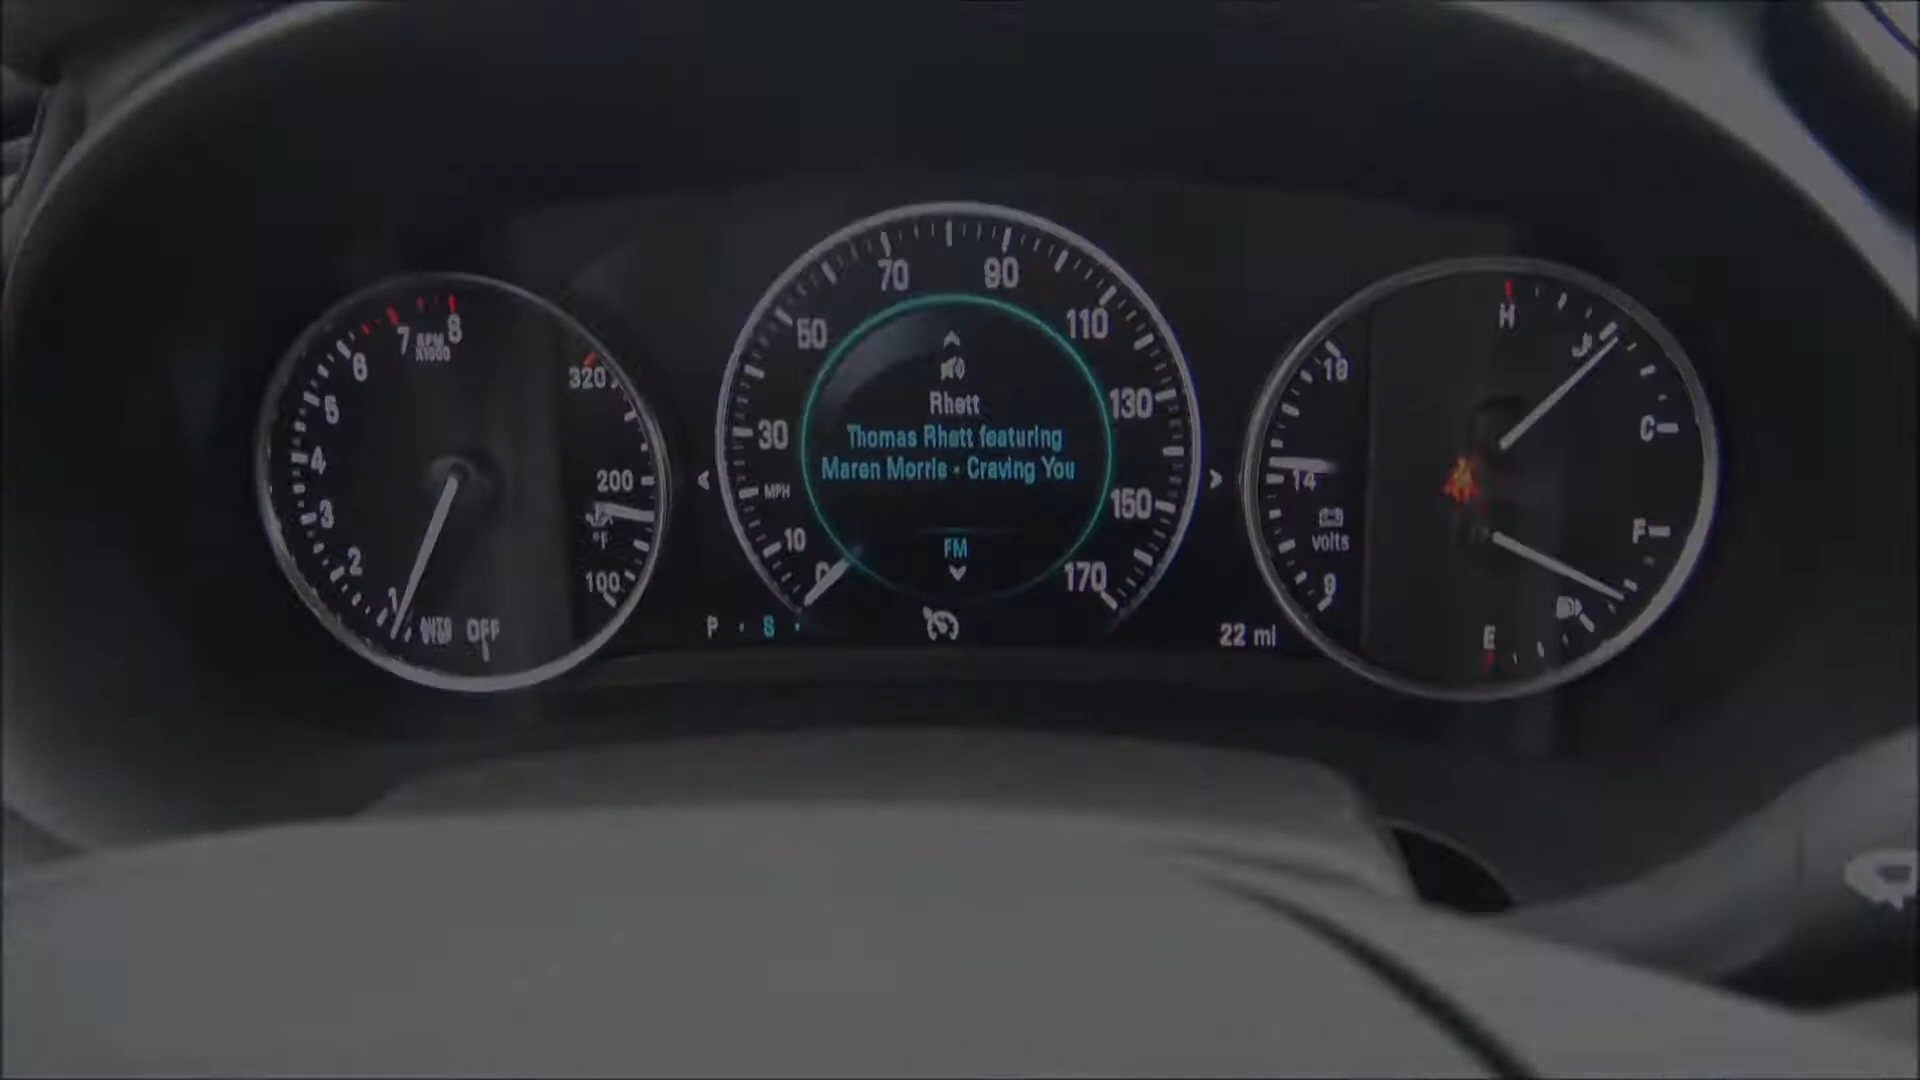 8
7
RPM
X1000
6
5
4
3
2
1
AUTO
OFF
320
200
°F
100
70
90
50
110
30
130
MPH
150
10
0
170
Rhett
Thomas Rhett featuring
Maren Morris - Craving You
FM
P
S
22 mi
19
14
volts
9
H
C
F
E